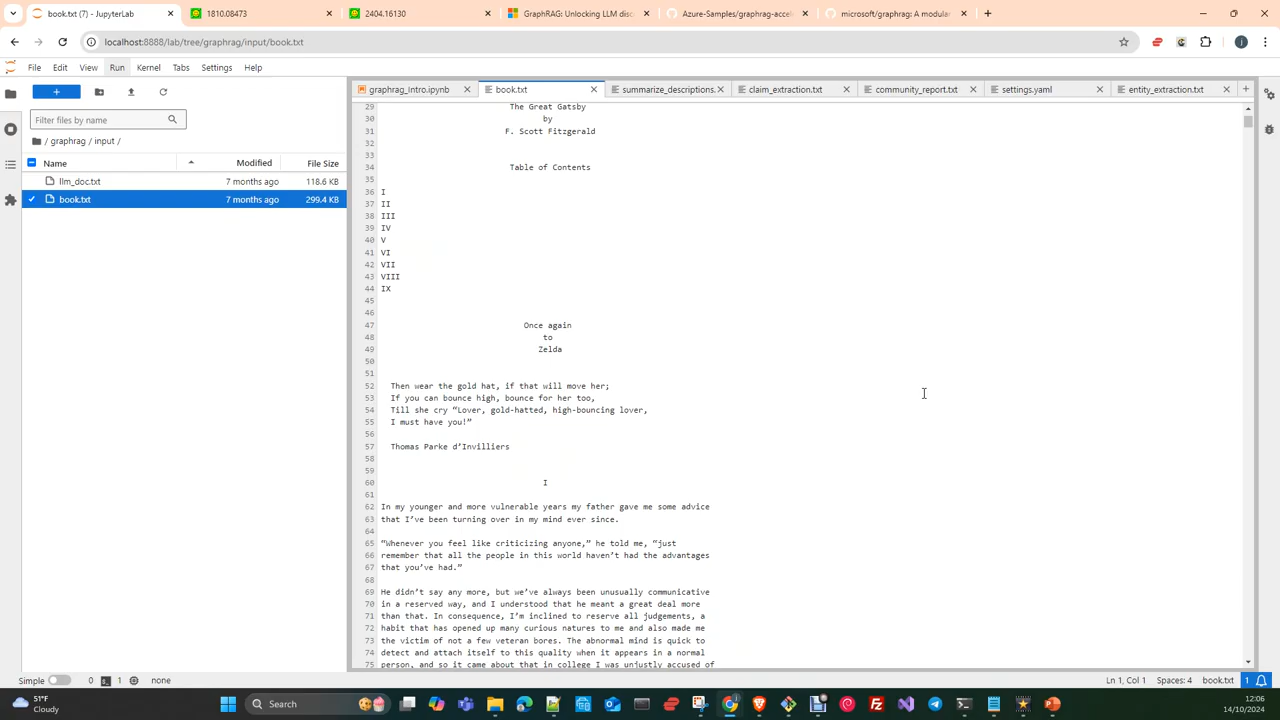 book.txt (7) - JupyterLab
1810.08473
2404.16130
GraphRAG: Unlocking LLM disc
Azure-Samples/graphrag-accele
microsoft/graphrag: A modular
localhost:8888/lab/tree/graphrag/input/book.txt
File Edit View Run Kernel Tabs Settings Help
graphrag_Intro.ipynb
book.txt
summarize_descriptions.
claim_extraction.txt
community_report.txt
settings.yaml
entity_extraction.txt
Filter files by name
/ graphrag / input /
Name Modified File Size
llm_doc.txt 7 months ago 118.6 KB
book.txt 7 months ago 299.4 KB
29 The Great Gatsby
30 by
31 F. Scott Fitzgerald
32
33
34 Table of Contents
35
36 I
37 II
38 III
39 IV
40 V
41 VI
42 VII
43 VIII
44 IX
45
46
47 Once again
48 to
49 Zelda
50
51
52 Then wear the gold hat, if that will move her;
53 If you can bounce high, bounce for her too,
54 Till she cry “Lover, gold-hatted, high-bouncing lover,
55 I must have you!”
56
57 Thomas Parke d’Invilliers
58
59
60 I
61
62 In my younger and more vulnerable years my father gave me some advice
63 that I’ve been turning over in my mind ever since.
64
65 “Whenever you feel like criticizing anyone,” he told me, “just
66 remember that all the people in this world haven’t had the advantages
67 that you’ve had.”
68
69 He didn’t say any more, but we’ve always been unusually communicative
70 in a reserved way, and I understood that he meant a great deal more
71 than that. In consequence, I’m inclined to reserve all judgements, a
72 habit that has opened up many curious natures to me and also made me
73 the victim of not a few veteran bores. The abnormal mind is quick to
74 detect and attach itself to this quality when it appears in a normal
75 person, and so it came about that in college I was unjustly accused of
Simple 0 1 none
Ln 1, Col 1 Spaces: 4 book.txt 1
51°F
Cloudy
Search
12:06
14/10/2024